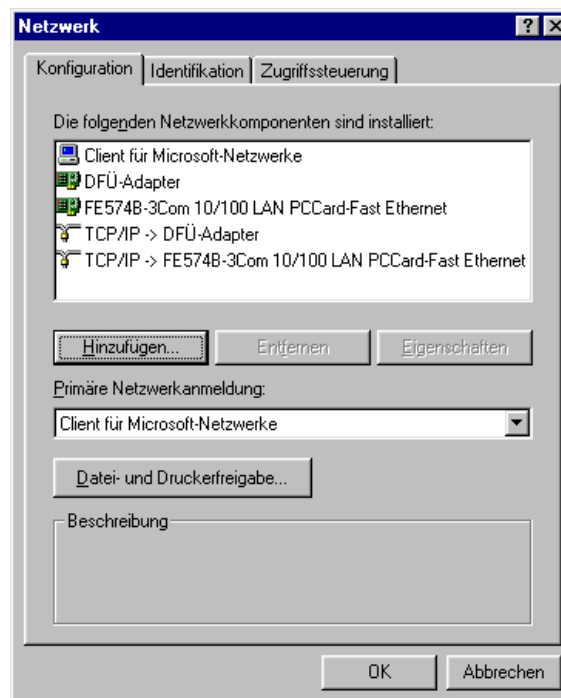 Netzwerk
Konfiguration Identifikation Zugriffssteuerung
Die folgenden Netzwerkkomponenten sind installiert:
Client für Microsoft-Netzwerke
DFÜ-Adapter
FE574B-3Com 10/100 LAN PCCard-Fast Ethernet
TCP/IP -> DFÜ-Adapter
TCP/IP -> FE574B-3Com 10/100 LAN PCCard-Fast Ethernet
Hinzufügen... Entfernen Eigenschaften
Primäre Netzwerkanmeldung:
Client für Microsoft-Netzwerke
Datei- und Druckerfreigabe...
Beschreibung
OK Abbrechen